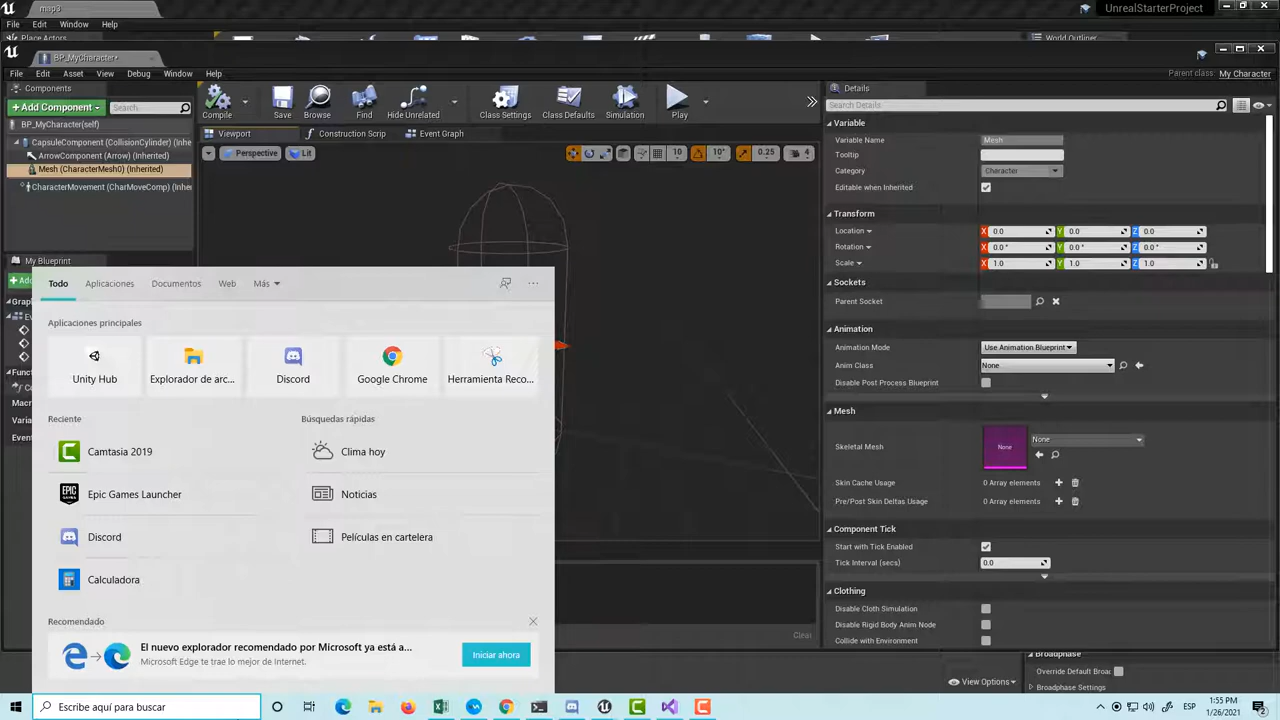 map3
UnrealStarterProject
File Edit Window Help
Place Actors
World Outliner
BP_MyCharacter*
File Edit Asset View Debug Window Help
Parent class: My Character
Components
+Add Component
Search
BP_MyCharacter(self)
CapsuleComponent (CollisionCylinder) (Inhe
ArrowComponent (Arrow) (Inherited)
Mesh (CharacterMesh0) (Inherited)
CharacterMovement (CharMoveComp) (Inhe
My Blueprint
Compile
Save
Browse
Find
Hide Unrelated
Class Settings
Class Defaults
Simulation
Play
Viewport
Construction Scrip
Event Graph
Perspective
Lit
10
10°
0.25
4
Details
Search Details
Variable
Variable Name Mesh
Tooltip
Category Character
Editable when Inherited
Transform
Location X 0.0 Y 0.0 Z 0.0
Rotation X 0.0 ° Y 0.0 ° Z 0.0 °
Scale X 1.0 Y 1.0 Z 1.0
Sockets
Parent Socket
Animation
Animation Mode Use Animation Blueprint
Anim Class None
Disable Post Process Blueprint
Mesh
Skeletal Mesh None None
Skin Cache Usage 0 Array elements
Pre/Post Skin Deltas Usage 0 Array elements
Component Tick
Start with Tick Enabled
Tick Interval (secs) 0.0
Clothing
Disable Cloth Simulation
Disable Rigid Body Anim Node
Collide with Environment
Broadphase
Override Default Broad
Broadphase Settings
View Options
Clear
Todo Aplicaciones Documentos Web Más
Aplicaciones principales
Unity Hub
Explorador de arc...
Discord
Google Chrome
Herramienta Reco...
Reciente
Camtasia 2019
EPIC GAMES
Epic Games Launcher
Discord
Calculadora
Búsquedas rápidas
Clima hoy
Noticias
Películas en cartelera
Recomendado
El nuevo explorador recomendado por Microsoft ya está a...
Microsoft Edge te trae lo mejor de Internet.
Iniciar ahora
Escribe aquí para buscar
ESP
1:55 PM
1/26/2021
2